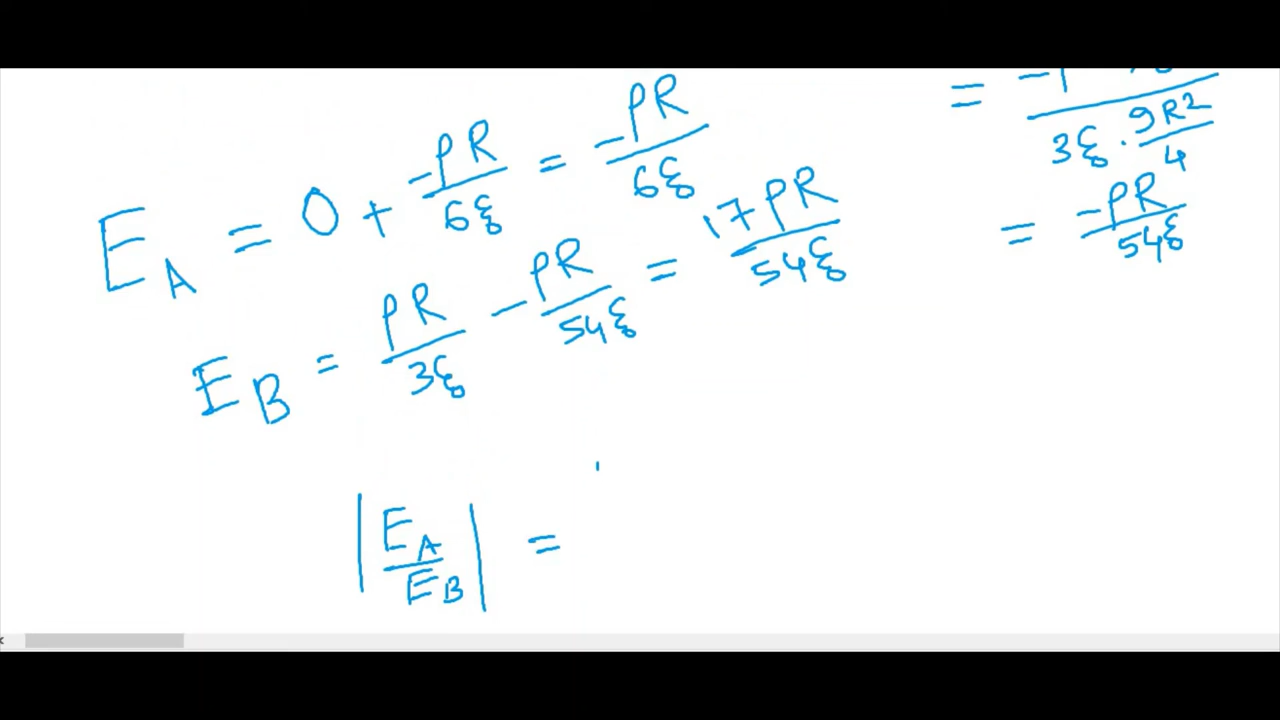 E_A = 0 + -ρR/6ε₀ = -ρR/6ε₀
E_B = ρR/3ε₀ - ρR/54ε₀ = 17ρR/54ε₀
|E_A/E_B| =
=
3ε₀ · 9R²/4
= -ρR/54ε₀